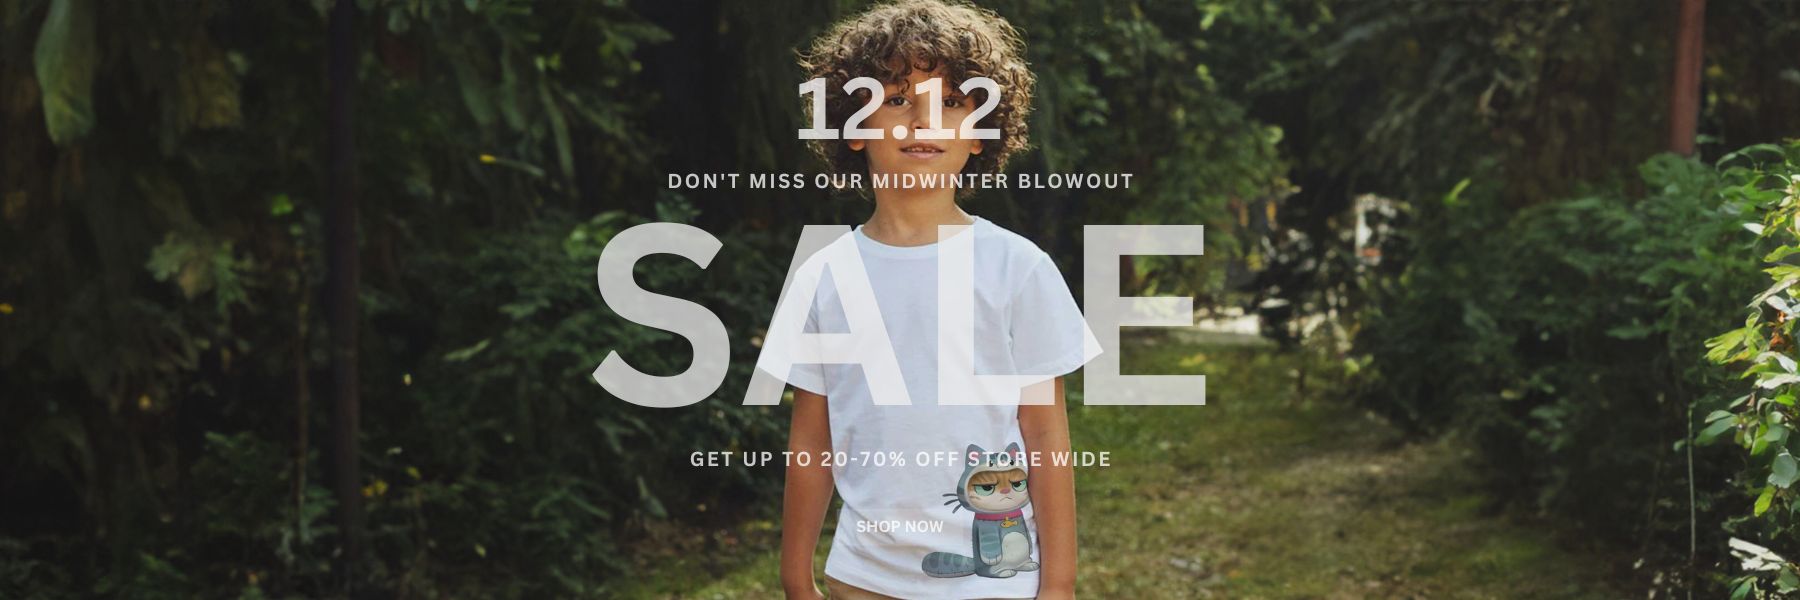 12.12
DON'T MISS OUR MIDWINTER BLOWOUT
SALE
GET UP TO 20-70% OFF STORE WIDE
SHOP NOW